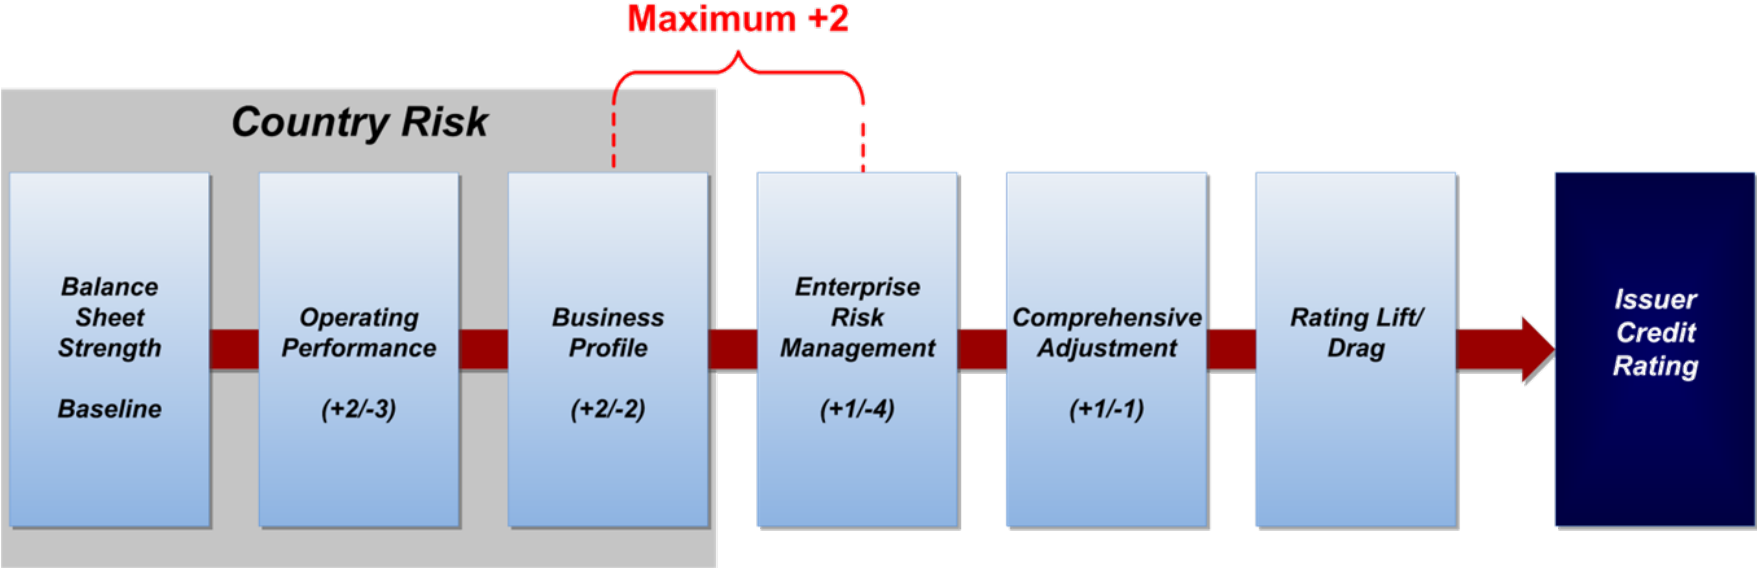 Maximum +2
Country Risk
Balance
Sheet
Strength
Baseline
Operating
Performance
(+2/-3)
Business
Profile
(+2/-2)
Enterprise
Risk
Management
(+1/-4)
Comprehensive
Adjustment
(+1/-1)
Rating Lift/
Drag
Issuer
Credit
Rating